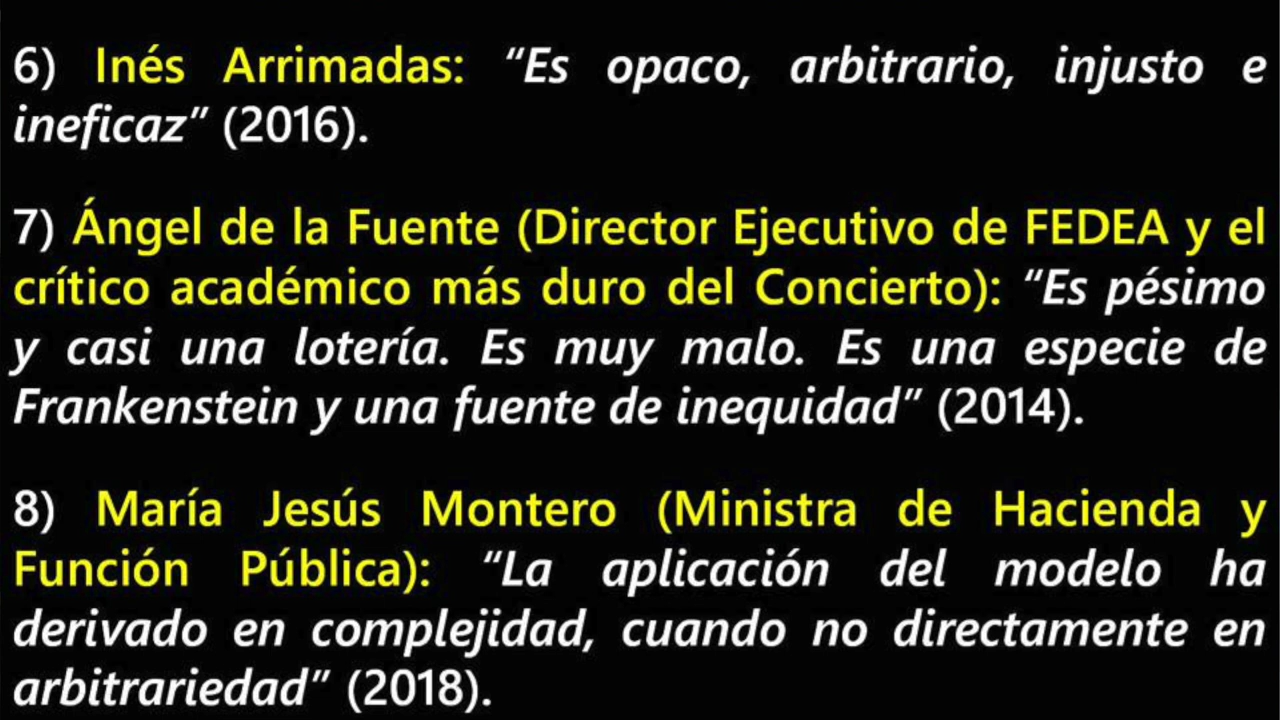 6) Inés Arrimadas: “Es opaco, arbitrario, injusto e
ineficaz” (2016).
7) Ángel de la Fuente (Director Ejecutivo de FEDEA y el
crítico académico más duro del Concierto): “Es pésimo
y casi una lotería. Es muy malo. Es una especie de
Frankenstein y una fuente de inequidad” (2014).
8) María Jesús Montero (Ministra de Hacienda y
Función Pública): “La aplicación del modelo ha
derivado en complejidad, cuando no directamente en
arbitrariedad” (2018).